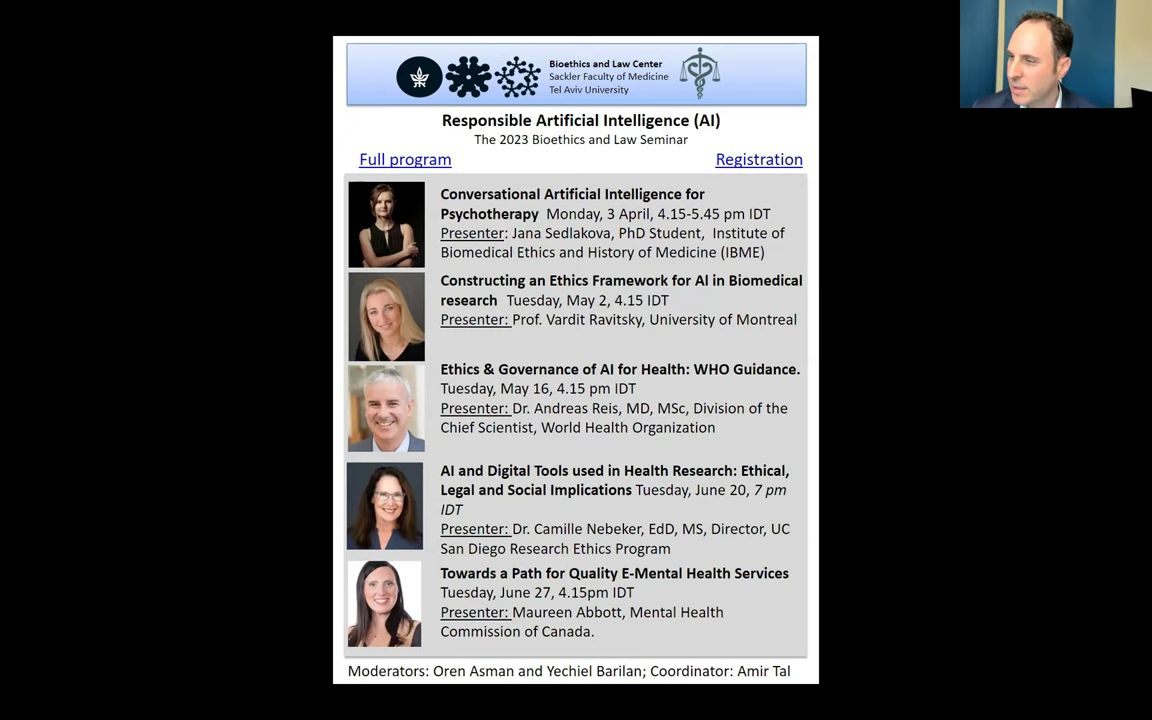 Bioethics and Law Center
Sackler Faculty of Medicine
Tel Aviv University
Responsible Artificial Intelligence (AI)
The 2023 Bioethics and Law Seminar
Full program Registration
Conversational Artificial Intelligence for
Psychotherapy Monday, 3 April, 4.15-5.45 pm IDT
Presenter: Jana Sedlakova, PhD Student, Institute of
Biomedical Ethics and History of Medicine (IBME)
Constructing an Ethics Framework for AI in Biomedical
research Tuesday, May 2, 4.15 IDT
Presenter: Prof. Vardit Ravitsky, University of Montreal
Ethics & Governance of AI for Health: WHO Guidance.
Tuesday, May 16, 4.15 pm IDT
Presenter: Dr. Andreas Reis, MD, MSc, Division of the
Chief Scientist, World Health Organization
AI and Digital Tools used in Health Research: Ethical,
Legal and Social Implications Tuesday, June 20, 7 pm
IDT
Presenter: Dr. Camille Nebeker, EdD, MS, Director, UC
San Diego Research Ethics Program
Towards a Path for Quality E-Mental Health Services
Tuesday, June 27, 4.15pm IDT
Presenter: Maureen Abbott, Mental Health
Commission of Canada.
Moderators: Oren Asman and Yechiel Barilan; Coordinator: Amir Tal